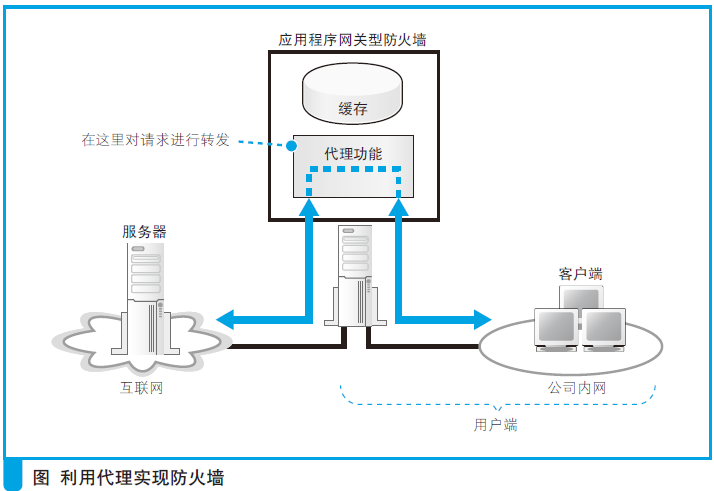 应用程序网关型防火墙
缓存
在这里对请求进行转发
代理功能
服务器
客户端
互联网
公司内网
用户端
图 利用代理实现防火墙